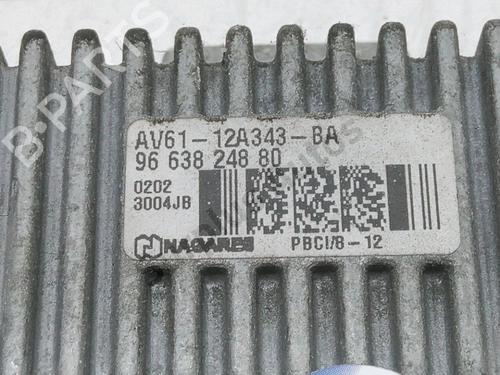 AV61-12A343-BA
96 638 248 80
0202
3004JB
NAGARES PBCI/8-12
B-PARTS